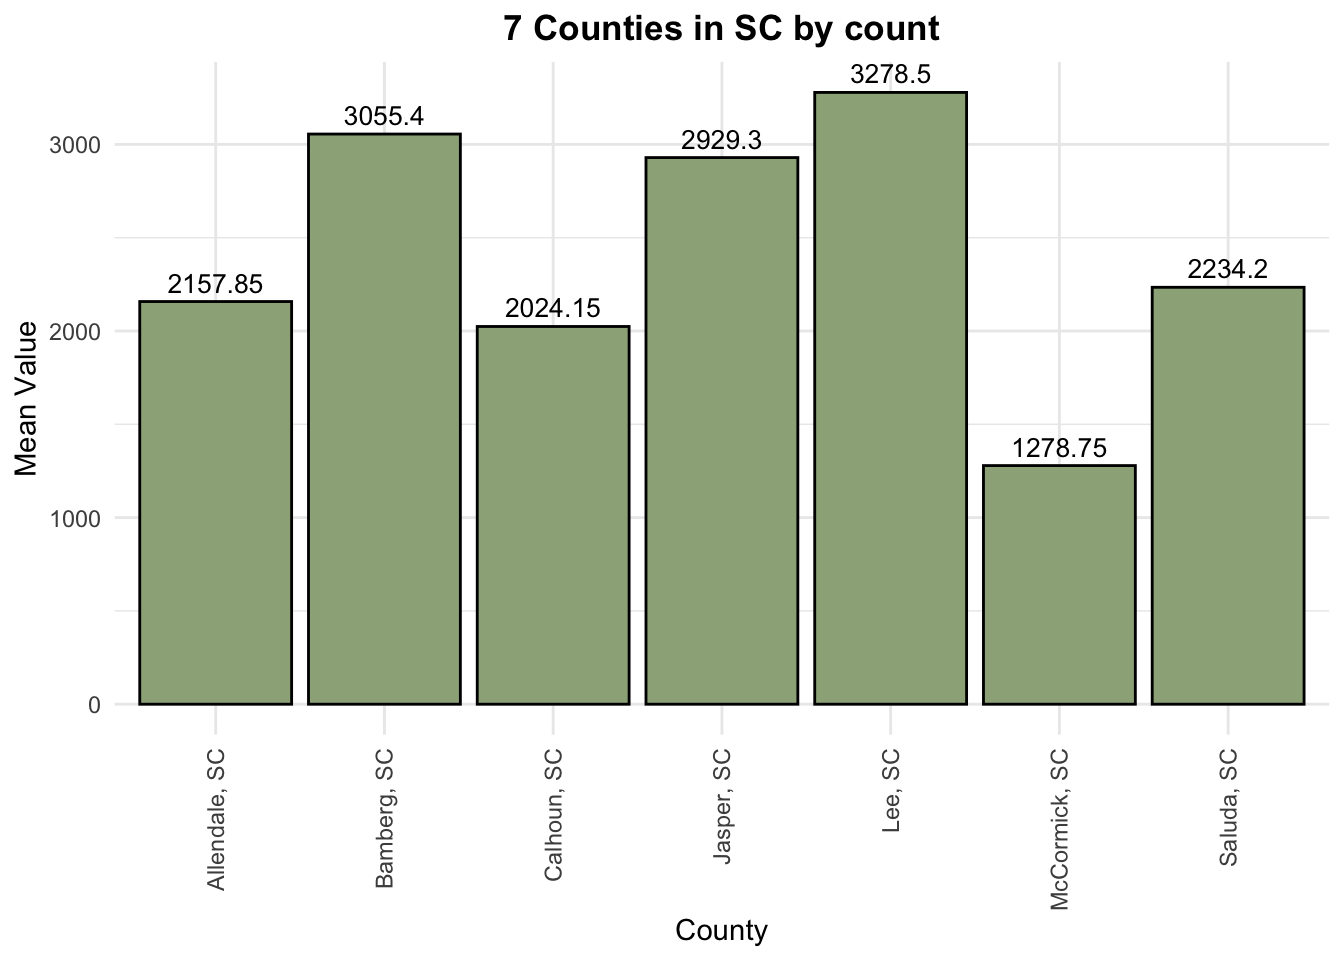 7 Counties in SC by count
3278.5
3055.4
2929.3
2157.85
2024.15
1278.75
2234.2
3000
2000
1000
0
Mean Value
Allendale, SC
Bamberg, SC
Calhoun, SC
Jasper, SC
Lee, SC
McCormick, SC
Saluda, SC
County